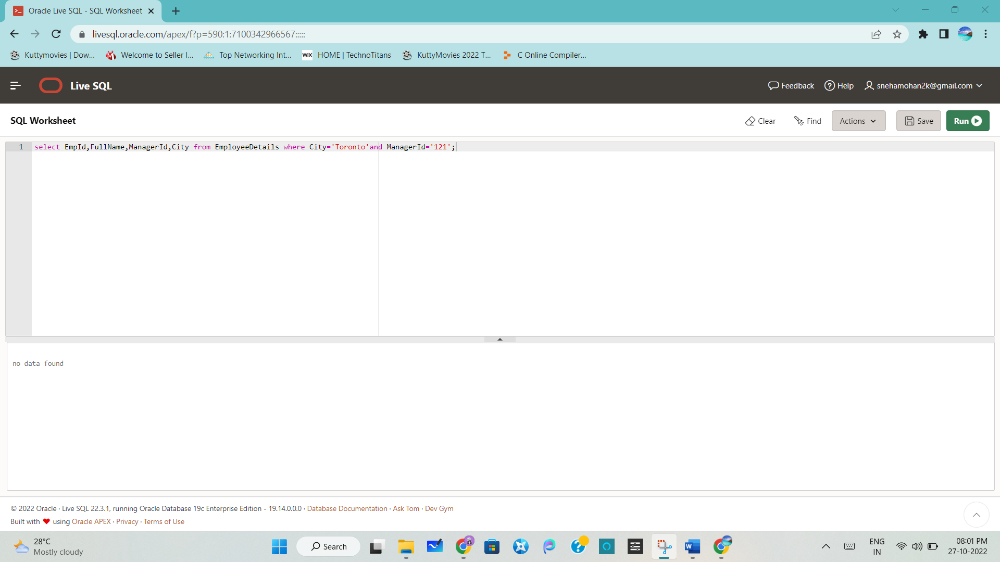 Oracle Live SQL - SQL Worksheet
livesql.oracle.com/apex/f?p=590:1:7100342966567:::::
Kuttymovies | Dow...
Welcome to Seller I...
Top Networking Int...
WIX HOME | TechnoTitans
KuttyMovies 2022 T...
C Online Compiler...
Live SQL
Feedback
Help
snehamohan2k@gmail.com
SQL Worksheet
Clear
Find
Actions
Save
Run
1 select EmpId,FullName,ManagerId,City from EmployeeDetails where City='Toronto'and ManagerId='121';
no data found
© 2022 Oracle · Live SQL 22.3.1, running Oracle Database 19c Enterprise Edition - 19.14.0.0.0 · Database Documentation · Ask Tom · Dev Gym
Built with ❤ using Oracle APEX · Privacy · Terms of Use
28°C
Mostly cloudy
Search
ENG
IN
08:01 PM
27-10-2022